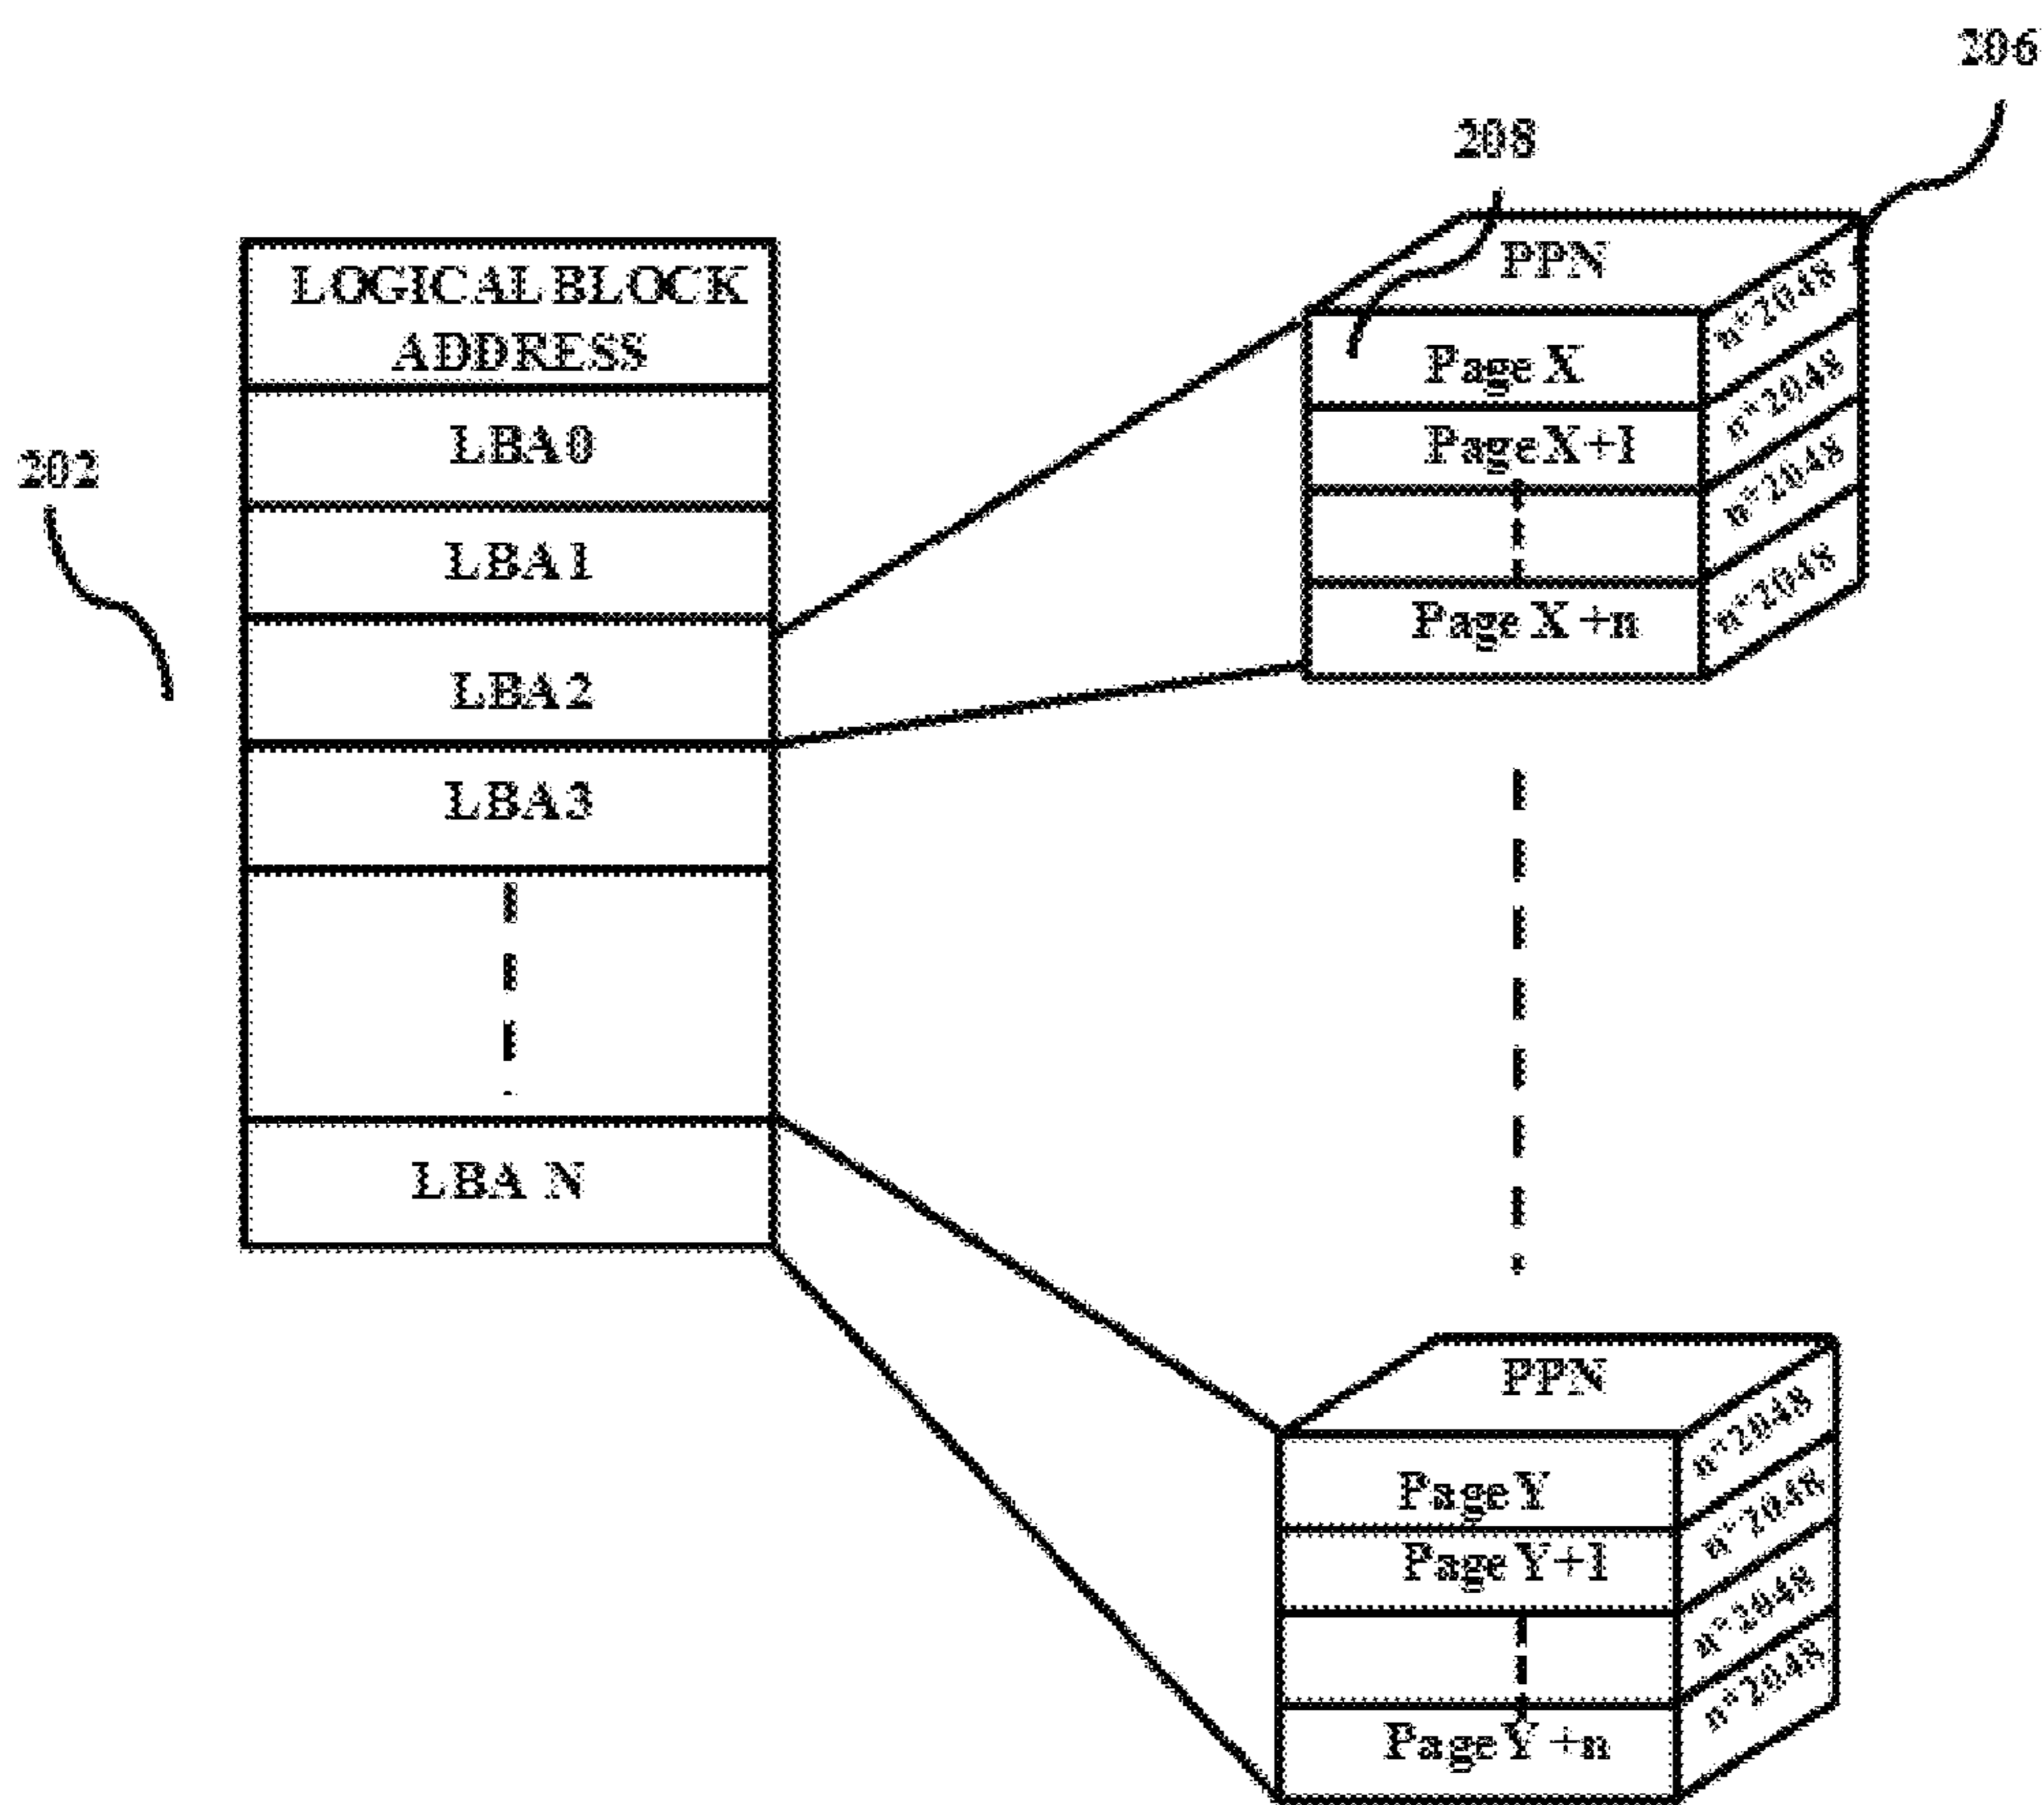 206
208
LOGICAL BLOCK
ADDRESS
LBA0
LBA1
LBA2
LBA3
LBA N
202
PPN
Page X
Page X+1
Page X +n
n*2048
n*2048
n*2048
n*2048
PPN
Page Y
Page Y+1
Page Y +n
n*2048
n*2048
n*2048
n*2048